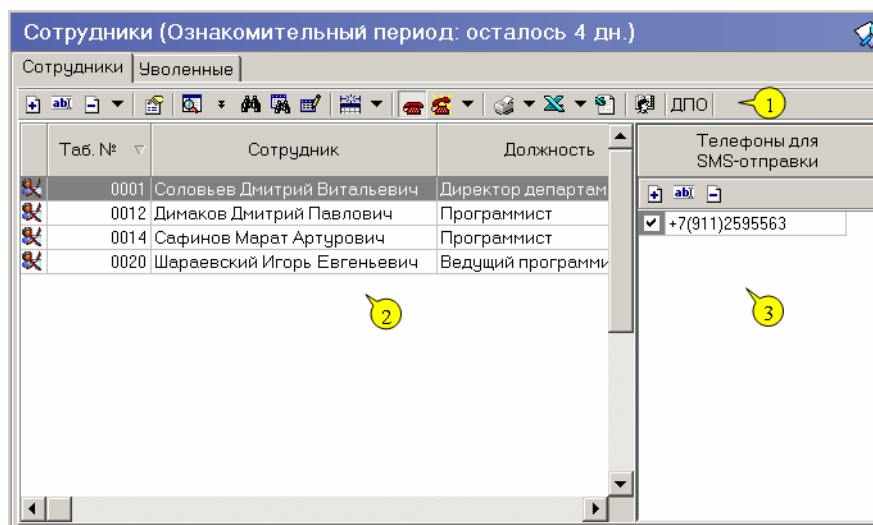 Сотрудники (Ознакомительный период: осталось 4 дн.)
Сотрудники Уволенные
abl ДПО 1
Таб. № Сотрудник Должность Телефоны для SMS-отправки
abl
0001 Соловьев Дмитрий Витальевич Директор департам
+7(911)2595563
0012 Димаков Дмитрий Павлович Программист
0014 Сафинов Марат Артурович Программист
0020 Шараевский Игорь Евгеньевич Ведущий программи
2
3